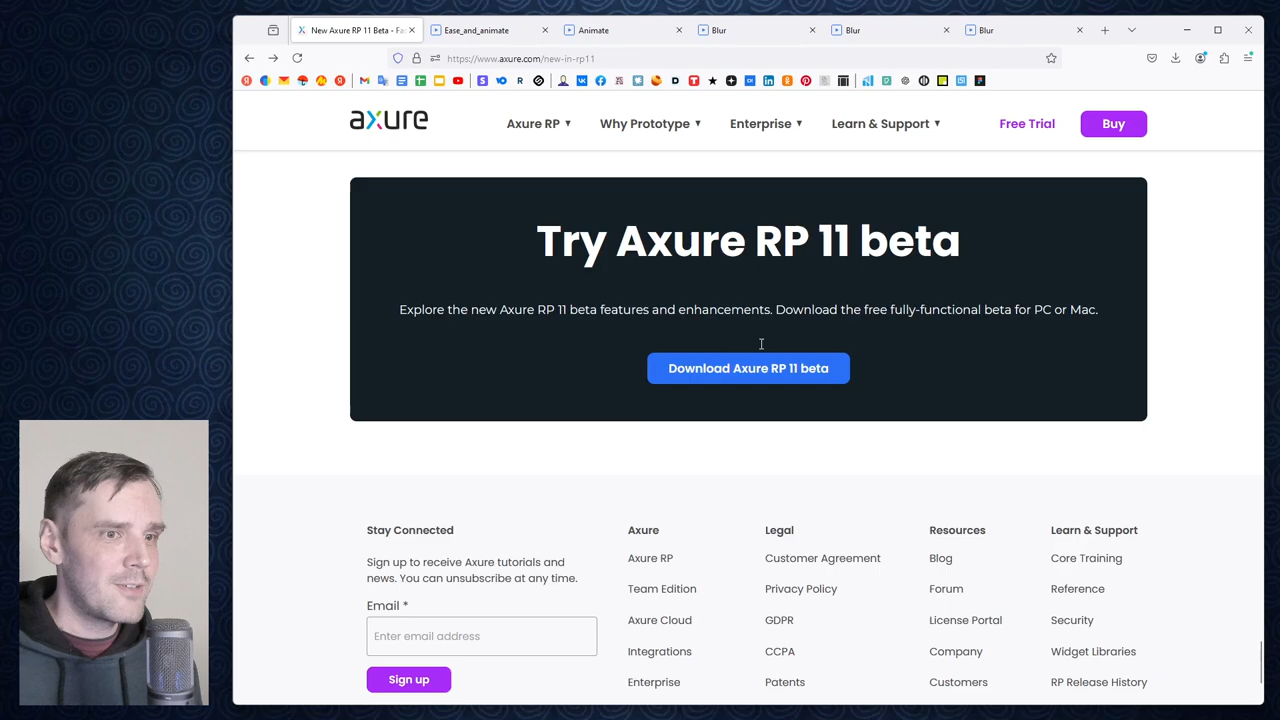 New Axure RP 11 Beta - Fas
Ease_and_animate
Animate
Blur
Blur
Blur
https://www.axure.com/new-in-rp11
axure
Axure RP
Why Prototype
Enterprise
Learn & Support
Free Trial
Buy
Try Axure RP 11 beta
Explore the new Axure RP 11 beta features and enhancements. Download the free fully-functional beta for PC or Mac.
Download Axure RP 11 beta
Stay Connected
Sign up to receive Axure tutorials and
news. You can unsubscribe at any time.
Email *
Enter email address
Sign up
Axure
Axure RP
Team Edition
Axure Cloud
Integrations
Enterprise
Legal
Customer Agreement
Privacy Policy
GDPR
CCPA
Patents
Resources
Blog
Forum
License Portal
Company
Customers
Learn & Support
Core Training
Reference
Security
Widget Libraries
RP Release History